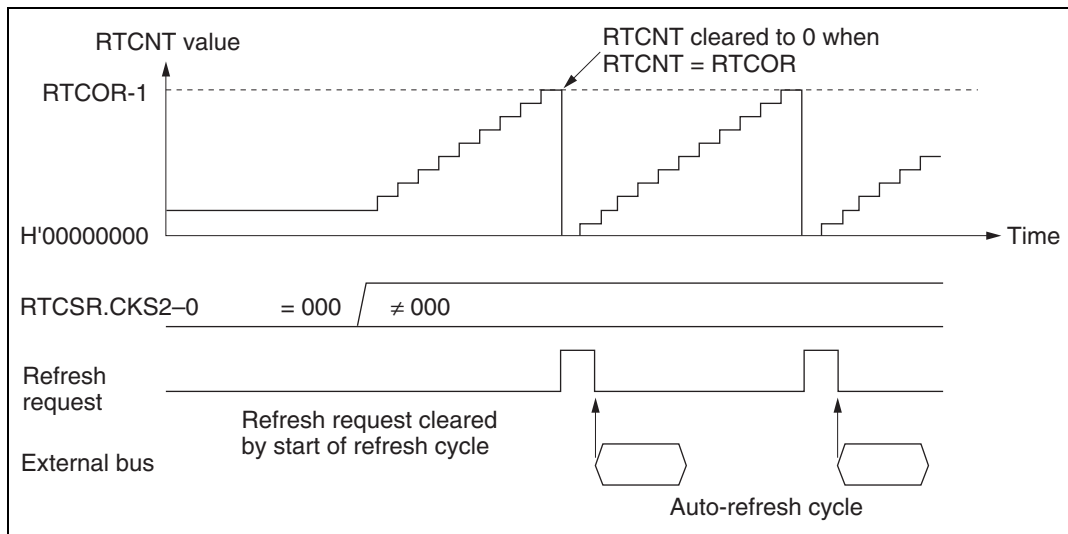 RTCNT value
RTCNT cleared to 0 when
RTCNT = RTCOR
RTCOR-1
H'00000000
Time
RTCSR.CKS2–0 = 000 ≠ 000
Refresh
request
Refresh request cleared
by start of refresh cycle
External bus
Auto-refresh cycle